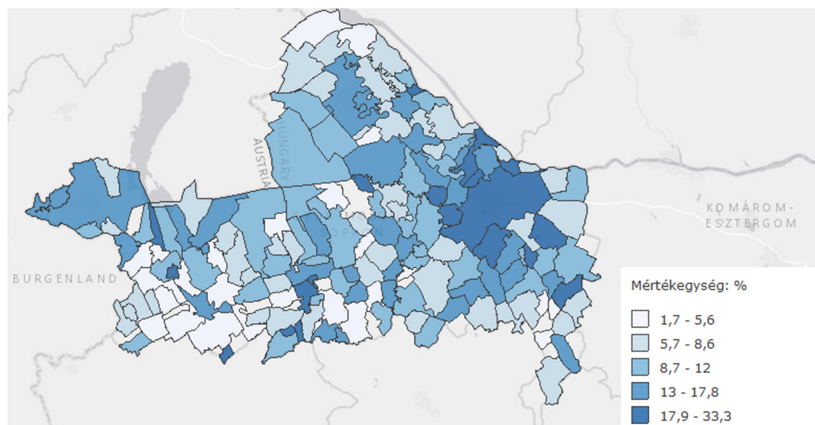 HUNGARY
AUSTRIA
KOMÁROM-
ESZTERGOM
BURGENLAND
SOPRON
Mértékegység: %
1,7 - 5,6
5,7 - 8,6
8,7 - 12
13 - 17,8
17,9 - 33,3